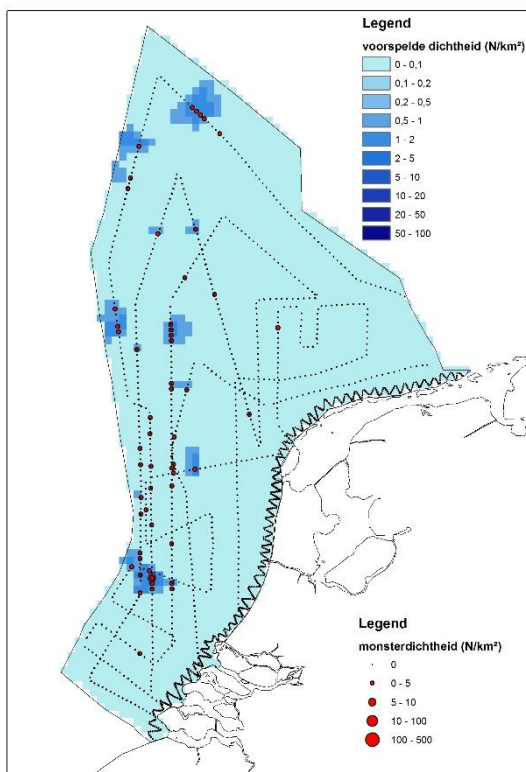 Legend
voorspelde dichtheid (N/km²)
0 - 0,1
0,1 - 0,2
0,2 - 0,5
0,5 - 1
1 - 2
2 - 5
5 - 10
10 - 20
20 - 50
50 - 100
Legend
monsterdichtheid (N/km²)
0
0 - 5
5 - 10
10 - 100
100 - 500